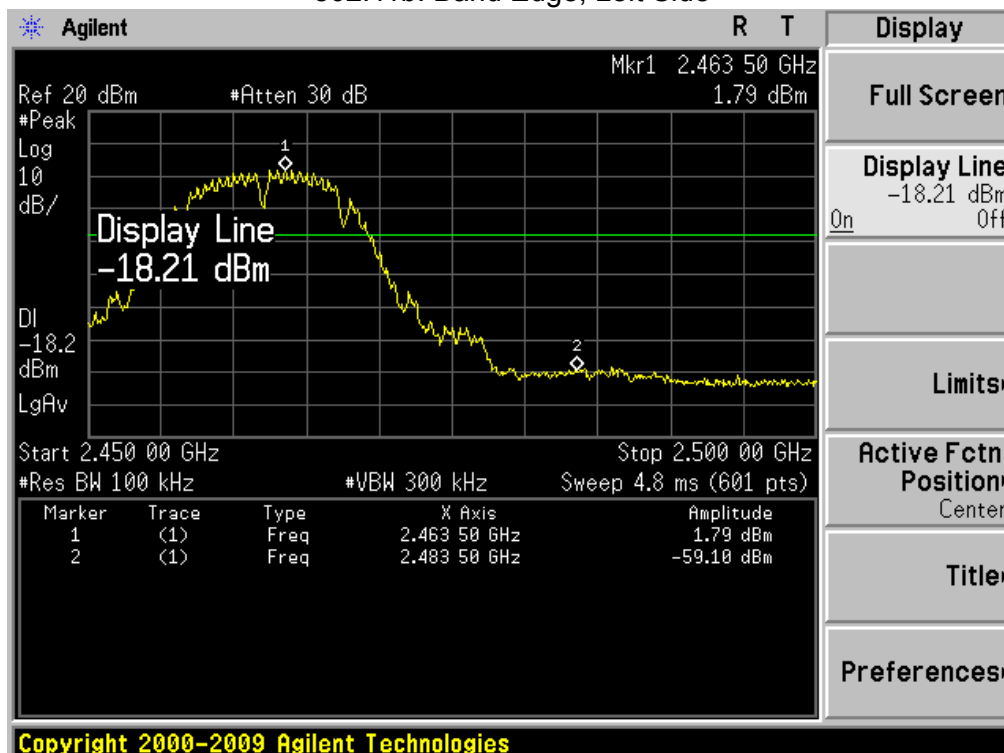 Agilent R T
Mkr1 2.463 50 GHz
Ref 20 dBm #Atten 30 dB 1.79 dBm
#Peak
Log
10
dB/
1
Display Line
-18.21 dBm
DI
-18.2
dBm
LgAv
2
Start 2.450 00 GHz Stop 2.500 00 GHz
#Res BW 100 kHz #VBW 300 kHz Sweep 4.8 ms (601 pts)
Marker Trace Type X Axis Amplitude
1 (1) Freq 2.463 50 GHz 1.79 dBm
2 (1) Freq 2.483 50 GHz -59.10 dBm
Display
Full Screen
Display Line
-18.21 dBm
On Off
Limits
Active Fctn
Position
Center
Title
Preferences
Copyright 2000-2009 Agilent Technologies